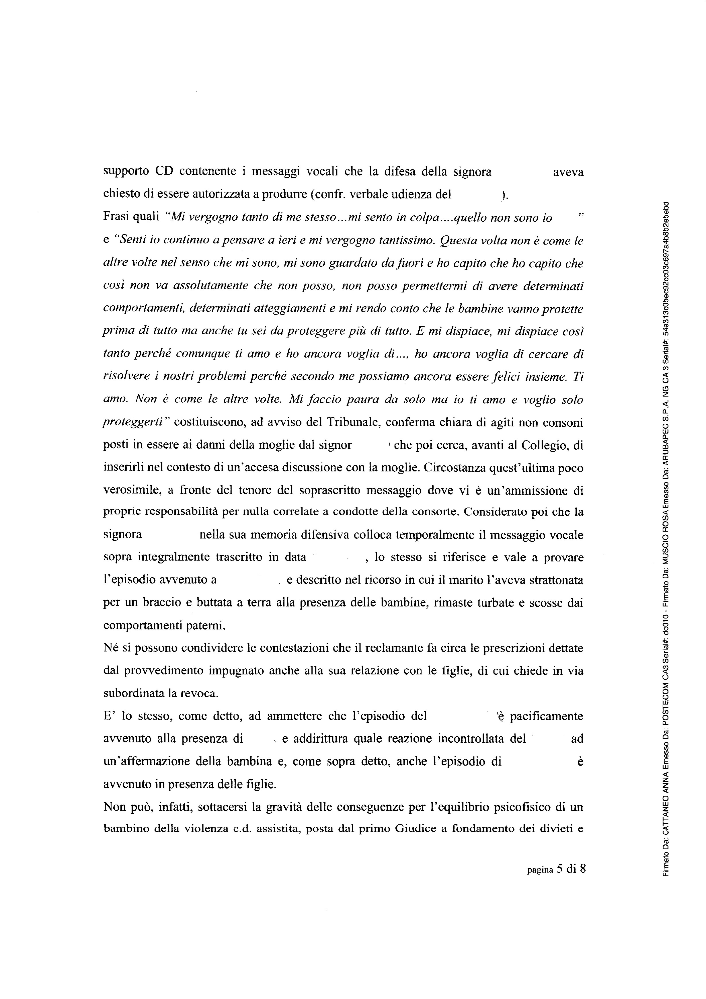 supporto CD contenente i messaggi vocali che la difesa della signora aveva
chiesto di essere autorizzata a produrre (confr. verbale udienza del ).
Frasi quali “Mi vergogno tanto di me stesso...mi sento in colpa....quello non sono io ”
e “Senti io continuo a pensare a ieri e mi vergogno tantissimo. Questa volta non è come le
altre volte nel senso che mi sono, mi sono guardato da fuori e ho capito che ho capito che
così non va assolutamente che non posso, non posso permettermi di avere determinati
comportamenti, determinati atteggiamenti e mi rendo conto che le bambine vanno protette
prima di tutto ma anche tu sei da proteggere più di tutto. E mi dispiace, mi dispiace così
tanto perché comunque ti amo e ho ancora voglia di..., ho ancora voglia di cercare di
risolvere i nostri problemi perché secondo me possiamo ancora essere felici insieme. Ti
amo. Non è come le altre volte. Mi faccio paura da solo ma io ti amo e voglio solo
proteggerti” costituiscono, ad avviso del Tribunale, conferma chiara di agiti non consoni
posti in essere ai danni della moglie dal signor che poi cerca, avanti al Collegio, di
inserirli nel contesto di un’accesa discussione con la moglie. Circostanza quest’ultima poco
verosimile, a fronte del tenore del soprascritto messaggio dove vi è un’ammissione di
proprie responsabilità per nulla correlate a condotte della consorte. Considerato poi che la
signora nella sua memoria difensiva colloca temporalmente il messaggio vocale
sopra integralmente trascritto in data , lo stesso si riferisce e vale a provare
l’episodio avvenuto a e descritto nel ricorso in cui il marito l’aveva strattonata
per un braccio e buttata a terra alla presenza delle bambine, rimaste turbate e scosse dai
comportamenti paterni.
Né si possono condividere le contestazioni che il reclamante fa circa le prescrizioni dettate
dal provvedimento impugnato anche alla sua relazione con le figlie, di cui chiede in via
subordinata la revoca.
E’ lo stesso, come detto, ad ammettere che l’episodio del è pacificamente
avvenuto alla presenza di e addirittura quale reazione incontrollata del ad
un’affermazione della bambina e, come sopra detto, anche l’episodio di è
avvenuto in presenza delle figlie.
Non può, infatti, sottacersi la gravità delle conseguenze per l’equilibrio psicofisico di un
bambino della violenza c.d. assistita, posta dal primo Giudice a fondamento dei divieti e
pagina 5 di 8
Firmato Da: CATTANEO ANNA Emesso Da: POSTECOM CA3 Serial#: dc010 - Firmato Da: MUSCIO ROSA Emesso Da: ARUBAPEC S.P.A. NG CA 3 Serial#: 54e313c0bec92cc03c697a4b8b2ebebd